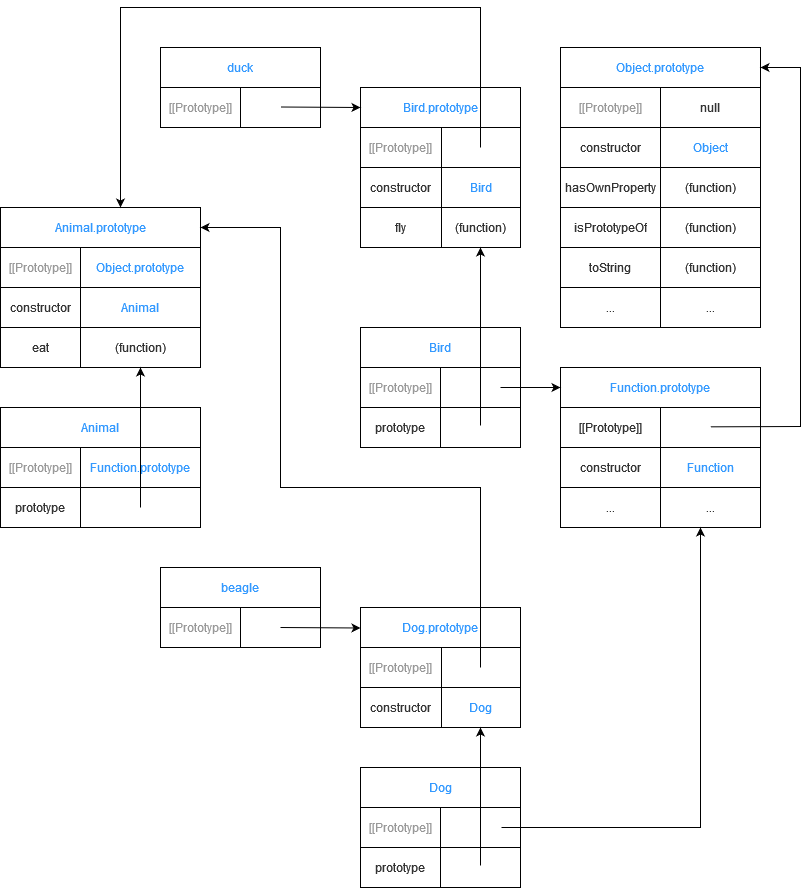 duck
[[Prototype]]
Bird.prototype
[[Prototype]]
constructor Bird
fly (function)
Object.prototype
[[Prototype]] null
constructor Object
hasOwnProperty (function)
isPrototypeOf (function)
toString (function)
... ...
Animal.prototype
[[Prototype]] Object.prototype
constructor Animal
eat (function)
Animal
[[Prototype]] Function.prototype
prototype
Bird
[[Prototype]]
prototype
Function.prototype
[[Prototype]]
constructor Function
... ...
beagle
[[Prototype]]
Dog.prototype
[[Prototype]]
constructor Dog
Dog
[[Prototype]]
prototype